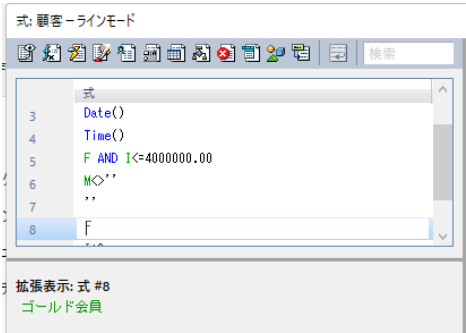 式: 顧客 – ラインモード
検索
式
3 Date()
4 Time()
5 F AND I<=4000000.00
6 M<>''
7 ''
8 F
拡張表示: 式 #8
ゴールド会員